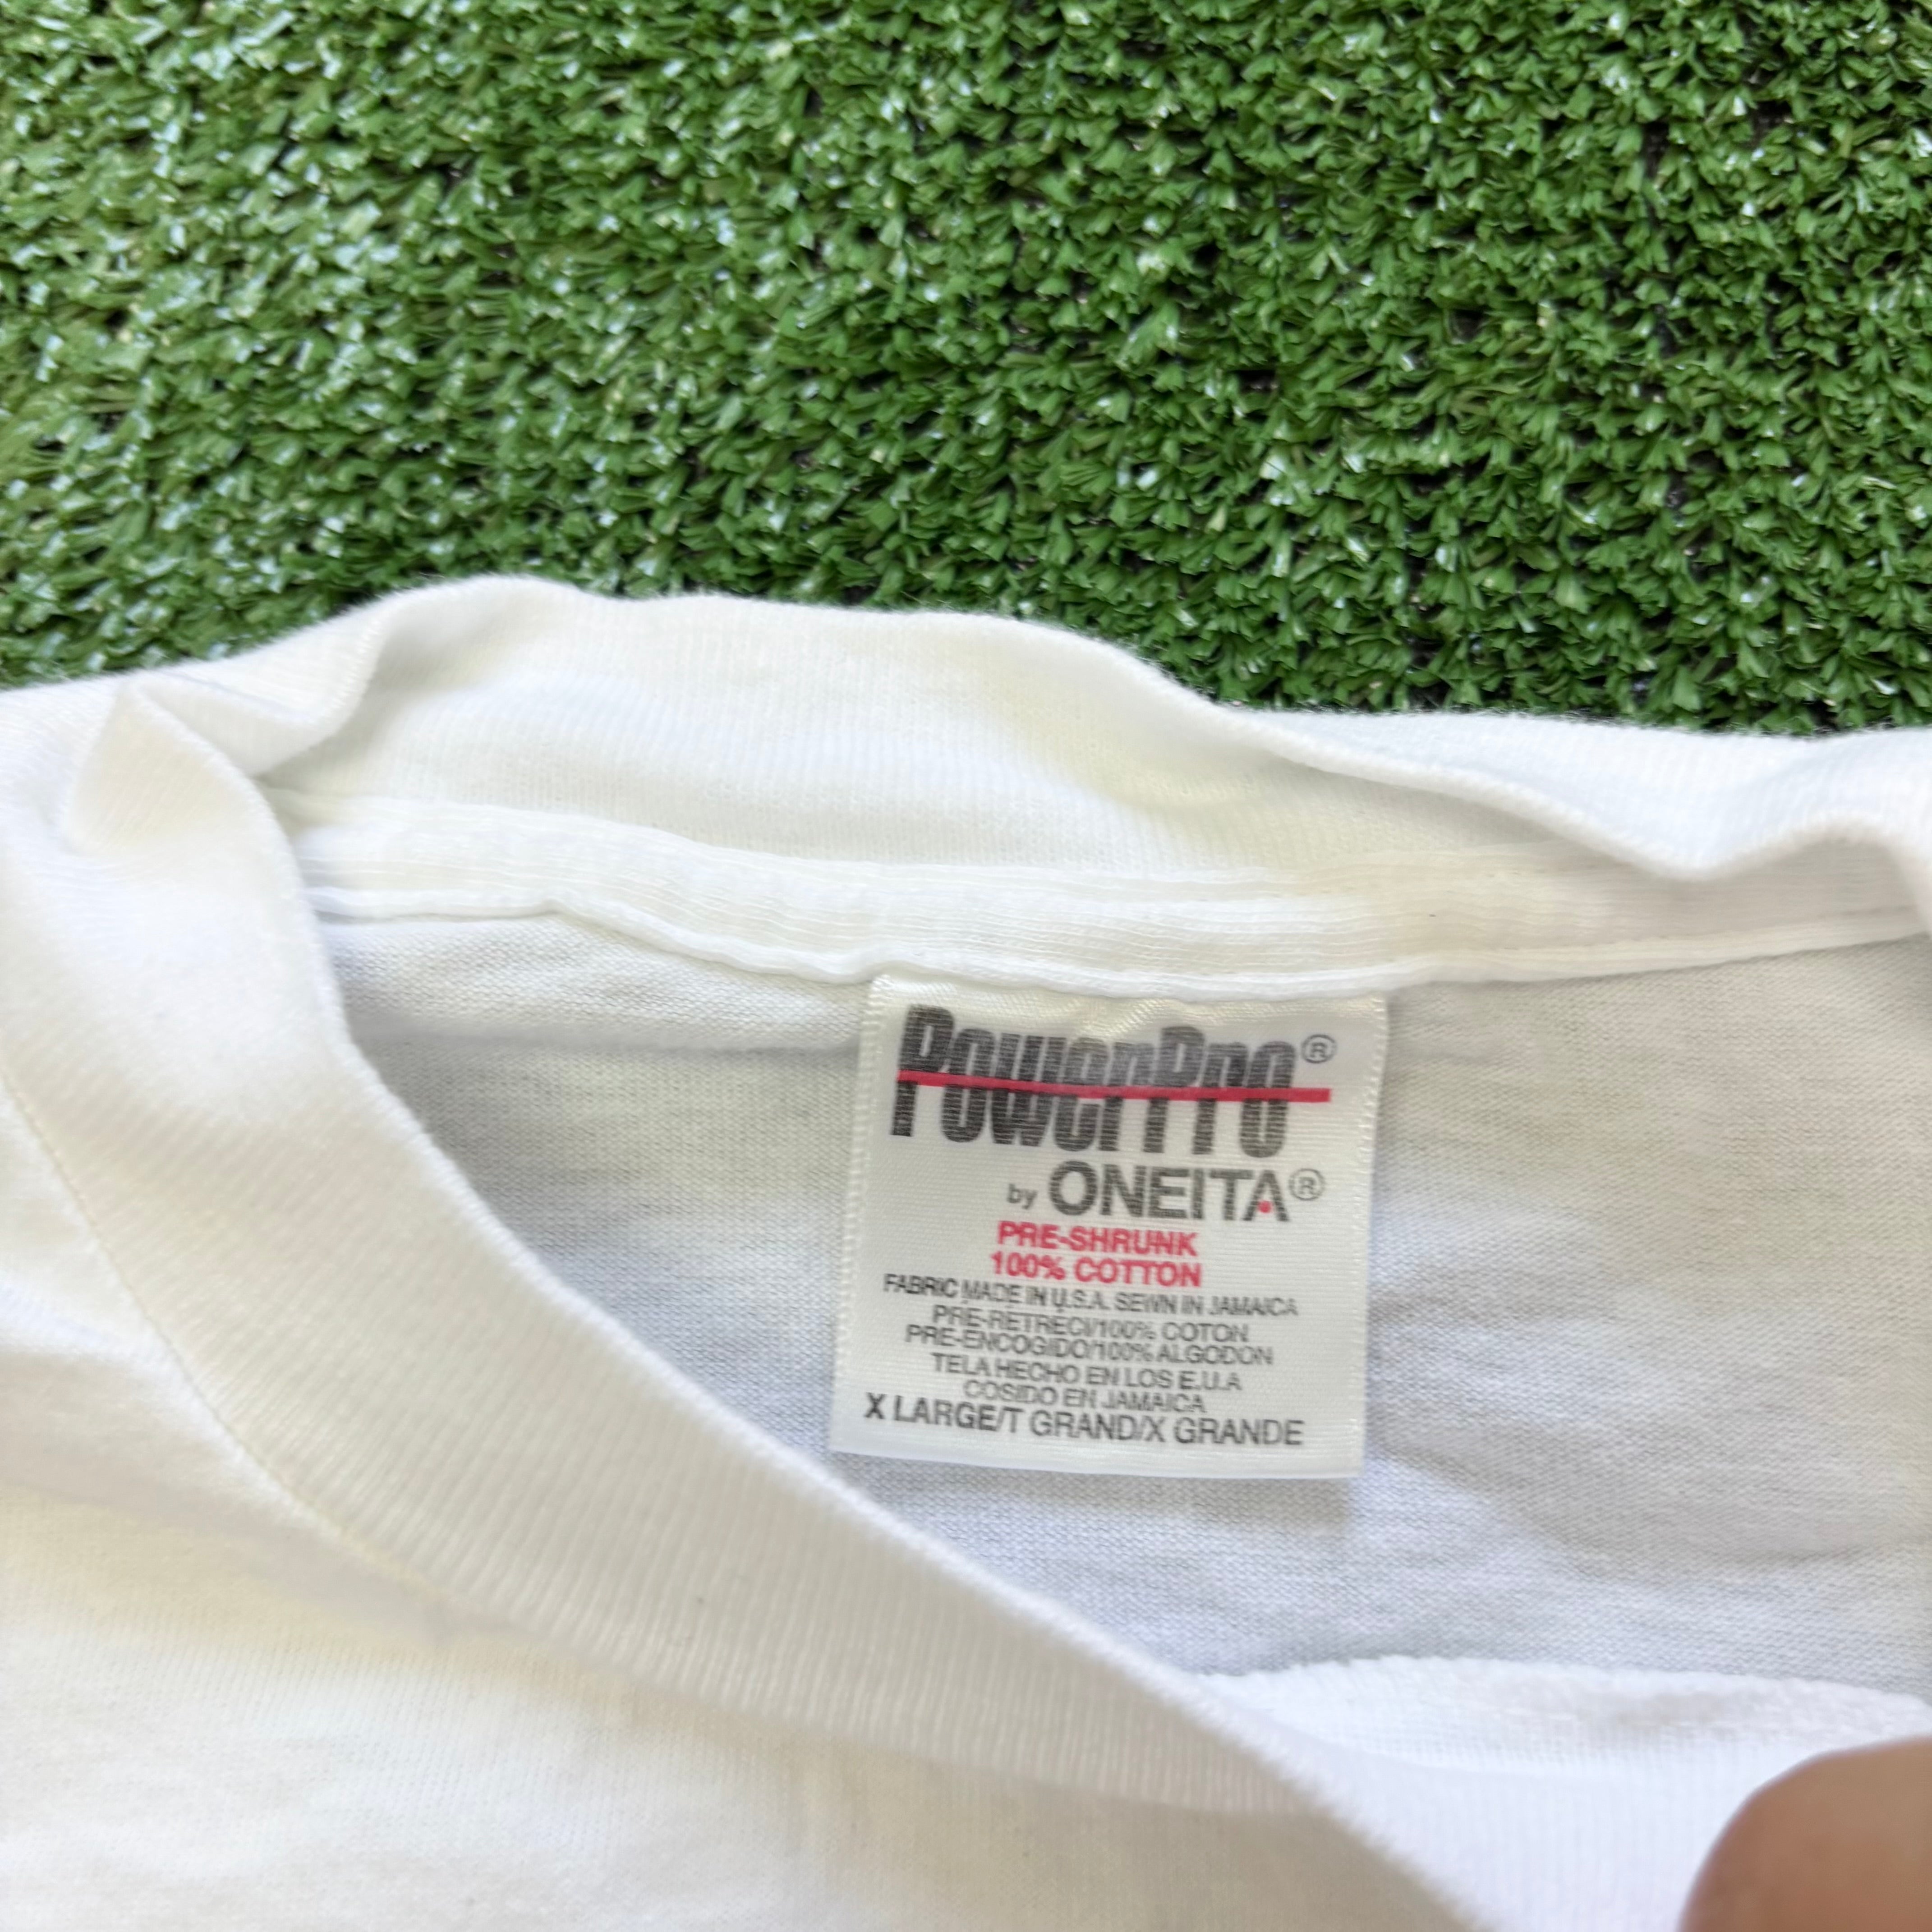 PowerPro®
by ONEITA®
PRE-SHRUNK
100% COTTON
FABRIC MADE IN U.S.A. SEWN IN JAMAICA
PRE-RETRECI/100% COTON
PRE-ENCOGIDO/100% ALGODON
TELA HECHO EN LOS E.U.A
COSIDO EN JAMAICA
X LARGE/T GRAND/X GRANDE